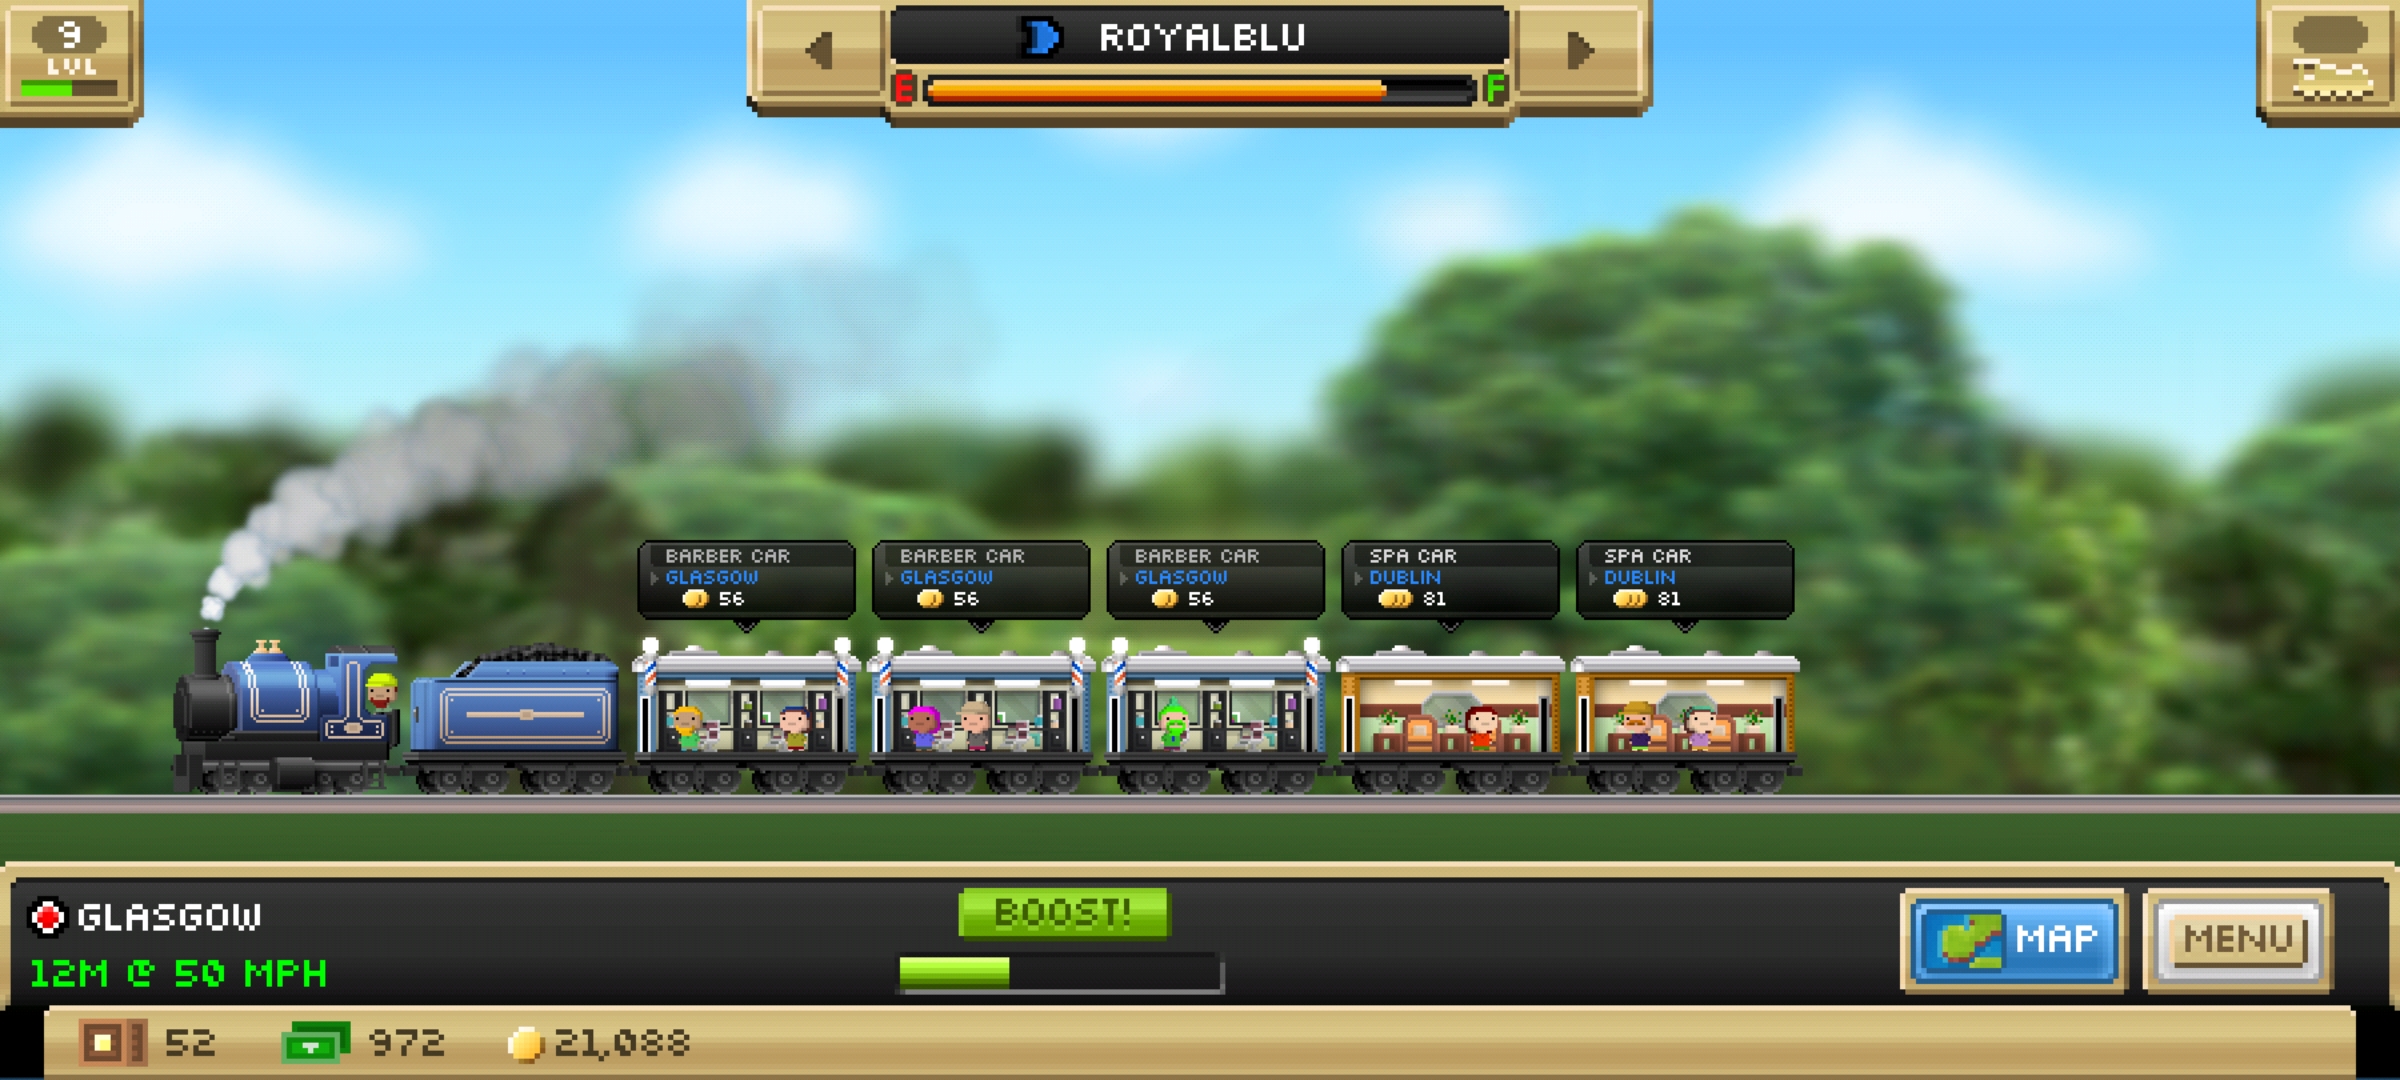 9
LVL
ROYALBLU
E F
BARBER CAR
GLASGOW
56
BARBER CAR
GLASGOW
56
BARBER CAR
GLASGOW
56
SPA CAR
DUBLIN
81
SPA CAR
DUBLIN
81
GLASGOW
12M @ 50 MPH
BOOST!
MAP
MENU
52 972 21,088